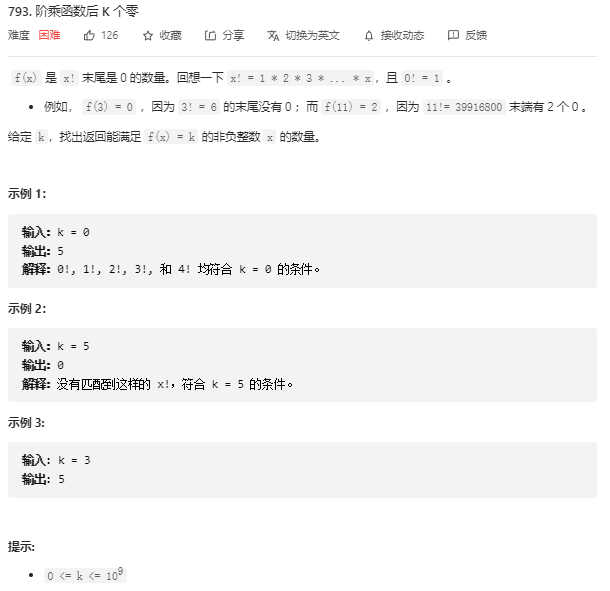 793. 阶乘函数后 K 个零
难度 困难 126 收藏 分享 切换为英文 接收动态 反馈
f(x) 是 x! 末尾是 0 的数量。回想一下 x! = 1 * 2 * 3 * ... * x，且 0! = 1 。
• 例如， f(3) = 0 ，因为 3! = 6 的末尾没有 0 ；而 f(11) = 2 ，因为 11!= 39916800 末端有 2 个 0 。
给定 k，找出返回能满足 f(x) = k 的非负整数 x 的数量。
示例 1：
输入：k = 0
输出：5
解释：0!, 1!, 2!, 3!, 和 4! 均符合 k = 0 的条件。
示例 2：
输入：k = 5
输出：0
解释：没有匹配到这样的 x!，符合 k = 5 的条件。
示例 3:
输入: k = 3
输出: 5
提示:
• 0 <= k <= 10⁹